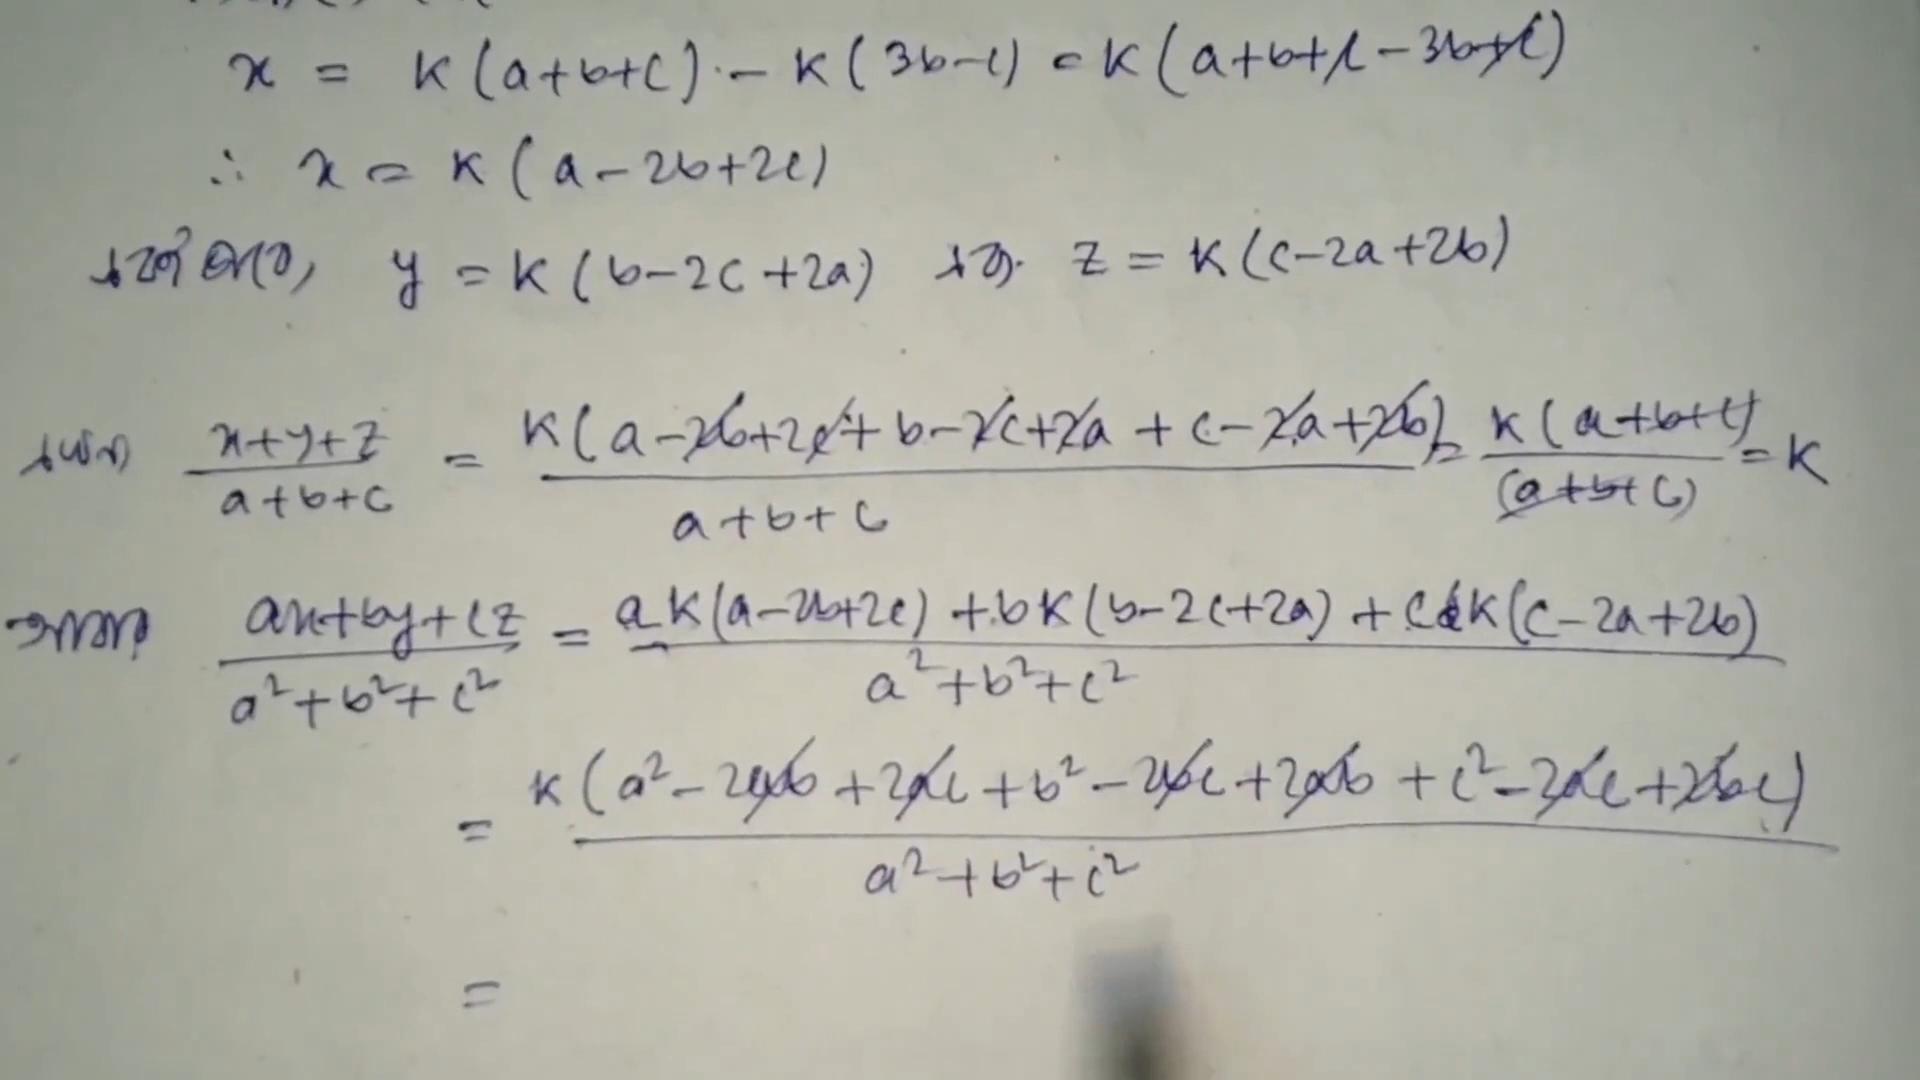 x = k(a+b+c) - k(3b-c) = k(a+b+c-3b+c)
∴ x = k(a-2b+2c)
y = k(b-2c+2a) z = k(c-2a+2b)
x+y+z / a+b+c = k(a-2b+2c+b-2c+2a+c-2a+2b) / a+b+c = k(a+b+c) / (a+b+c) = k
ax+by+cz / a²+b²+c² = ak(a-2b+2c)+bk(b-2c+2a)+ck(c-2a+2b) / a²+b²+c²
= k(a²-2ab+2ac+b²-2bc+2ab+c²-2ac+2bc) / a²+b²+c²
=